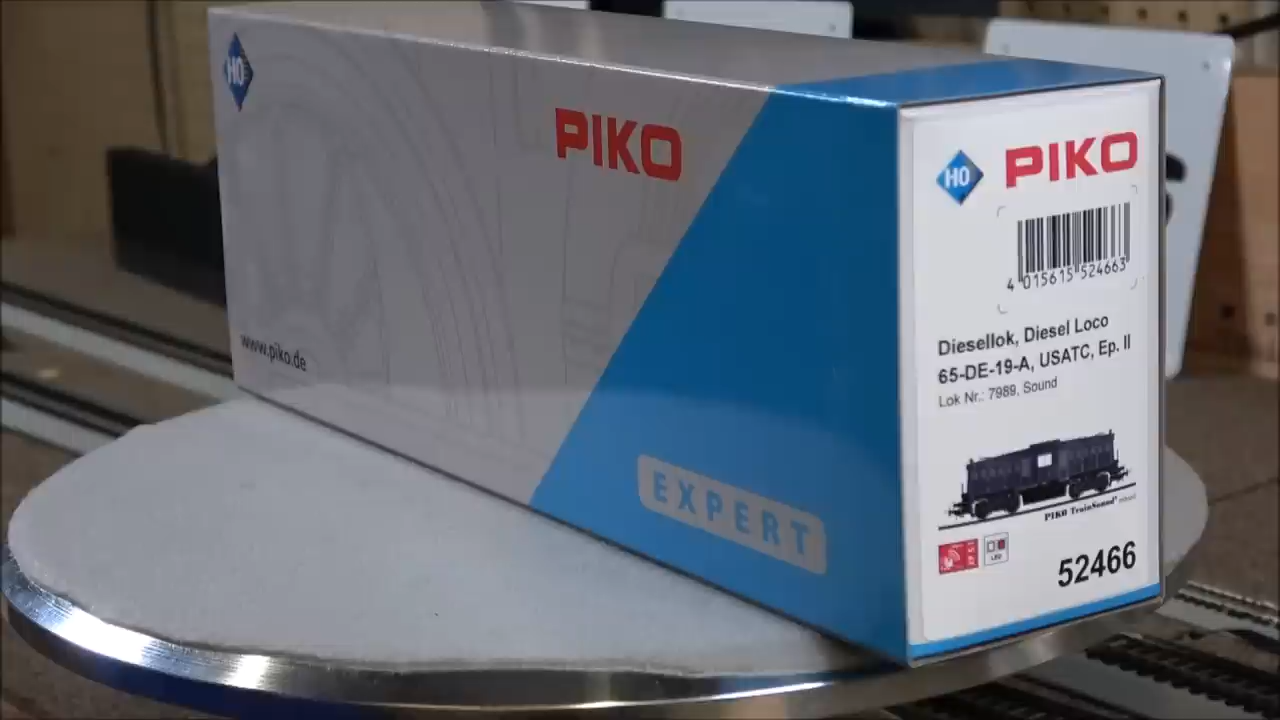 H0
PIKO
www.piko.de
EXPERT
H0
PIKO
4 015615 524663
Diesellok, Diesel Loco
65-DE-19-A, USATC, Ep. II
Lok Nr.: 7989, Sound
PIKO TrainSound
LED
52466